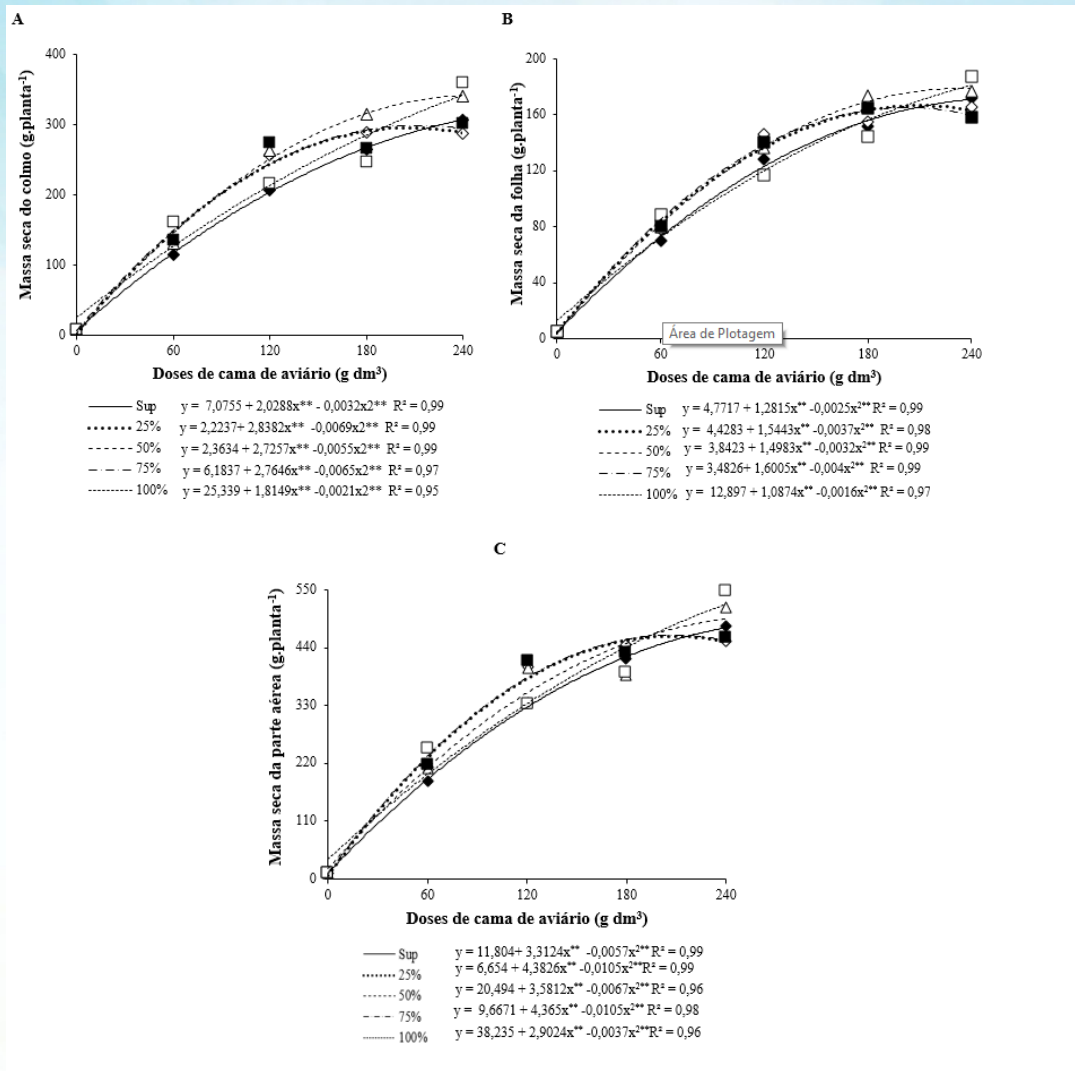 A
Massa seca do colmo (g.planta⁻¹)
400
300
200
100
0
0 60 120 180 240
Doses de cama de aviário (g dm³)
Sup y = 7,0755 + 2,0288x** - 0,0032x2** R² = 0,99
25% y = 2,2237+ 2,8382x** -0,0069x2** R² = 0,99
50% y = 2,3634 + 2,7257x** -0,0055x2** R² = 0,99
75% y = 6,1837 + 2,7646x** -0,0065x2** R² = 0,97
100% y = 25,339 + 1,8149x** -0,0021x2** R² = 0,95
B
Massa seca da folha (g.planta⁻¹)
200
160
120
80
40
0
Área de Plotagem
0 60 120 180 240
Doses de cama de aviário (g dm³)
Sup y = 4,7717 + 1,2815x** -0,0025x²** R² = 0,99
25% y = 4,4283 + 1,5443x** -0,0037x²** R² = 0,98
50% y = 3,8423 + 1,4983x** -0,0032x²** R² = 0,99
75% y = 3,4826 + 1,6005x** -0,004x²** R² = 0,99
100% y = 12,897 + 1,0874x** -0,0016x²** R² = 0,97
C
Massa seca da parte aérea (g.planta⁻¹)
550
440
330
220
110
0
0 60 120 180 240
Doses de cama de aviário (g dm³)
Sup y = 11,804+ 3,3124x** -0,0057x²** R² = 0,99
25% y = 6,654 + 4,3826x** -0,0105x²**R² = 0,99
50% y = 20,494 + 3,5812x** -0,0067x²** R² = 0,96
75% y = 9,6671 + 4,365x** -0,0105x²** R² = 0,98
100% y = 38,235 + 2,9024x** -0,0037x²**R² = 0,96